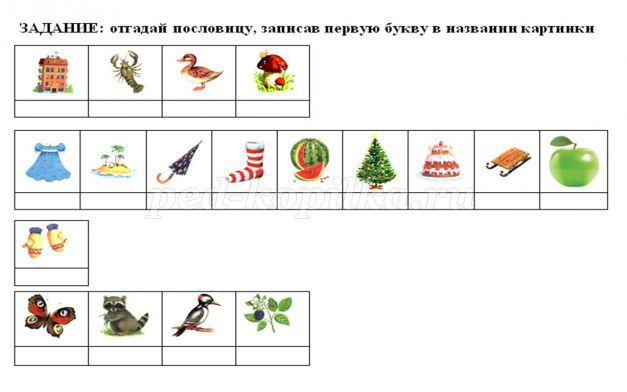 ЗАДАНИЕ: отгадай пословицу, записав первую букву в названии картинки
ped-kopilka.ru